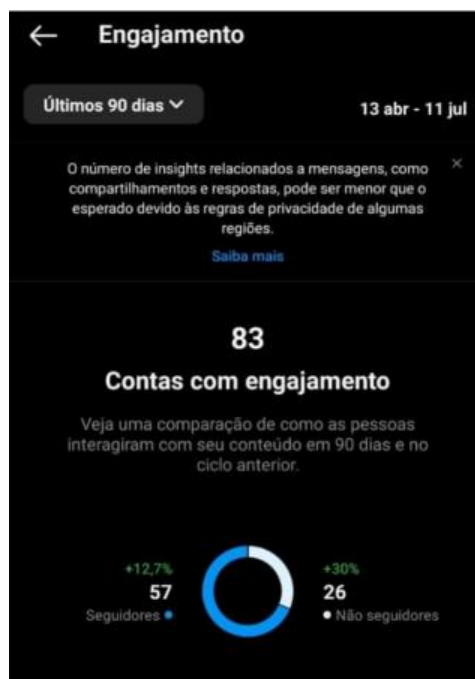 Engajamento
Últimos 90 dias
13 abr - 11 jul
O número de insights relacionados a mensagens, como
compartilhamentos e respostas, pode ser menor que o
esperado devido às regras de privacidade de algumas
regiões.
Saiba mais
83
Contas com engajamento
Veja uma comparação de como as pessoas
interagiram com seu conteúdo em 90 dias e no
ciclo anterior.
+12,7%
57
Seguidores
+30%
26
Não seguidores